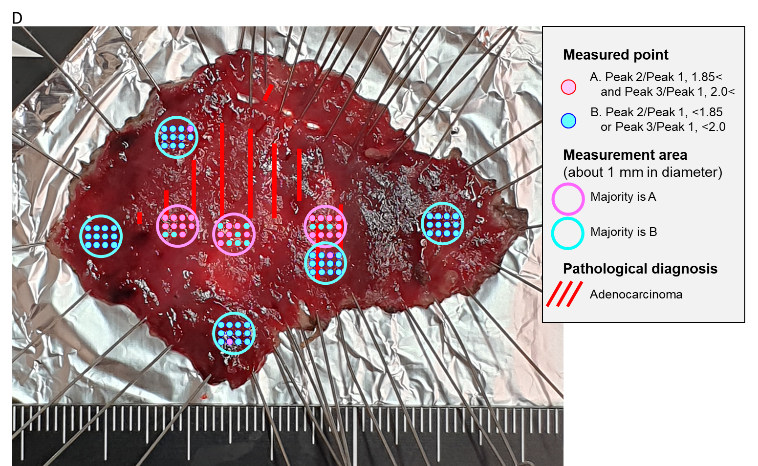 D
Measured point
A. Peak 2/Peak 1, 1.85<
and Peak 3/Peak 1, 2.0<
B. Peak 2/Peak 1, <1.85
or Peak 3/Peak 1, <2.0
Measurement area
(about 1 mm in diameter)
Majority is A
Majority is B
Pathological diagnosis
Adenocarcinoma